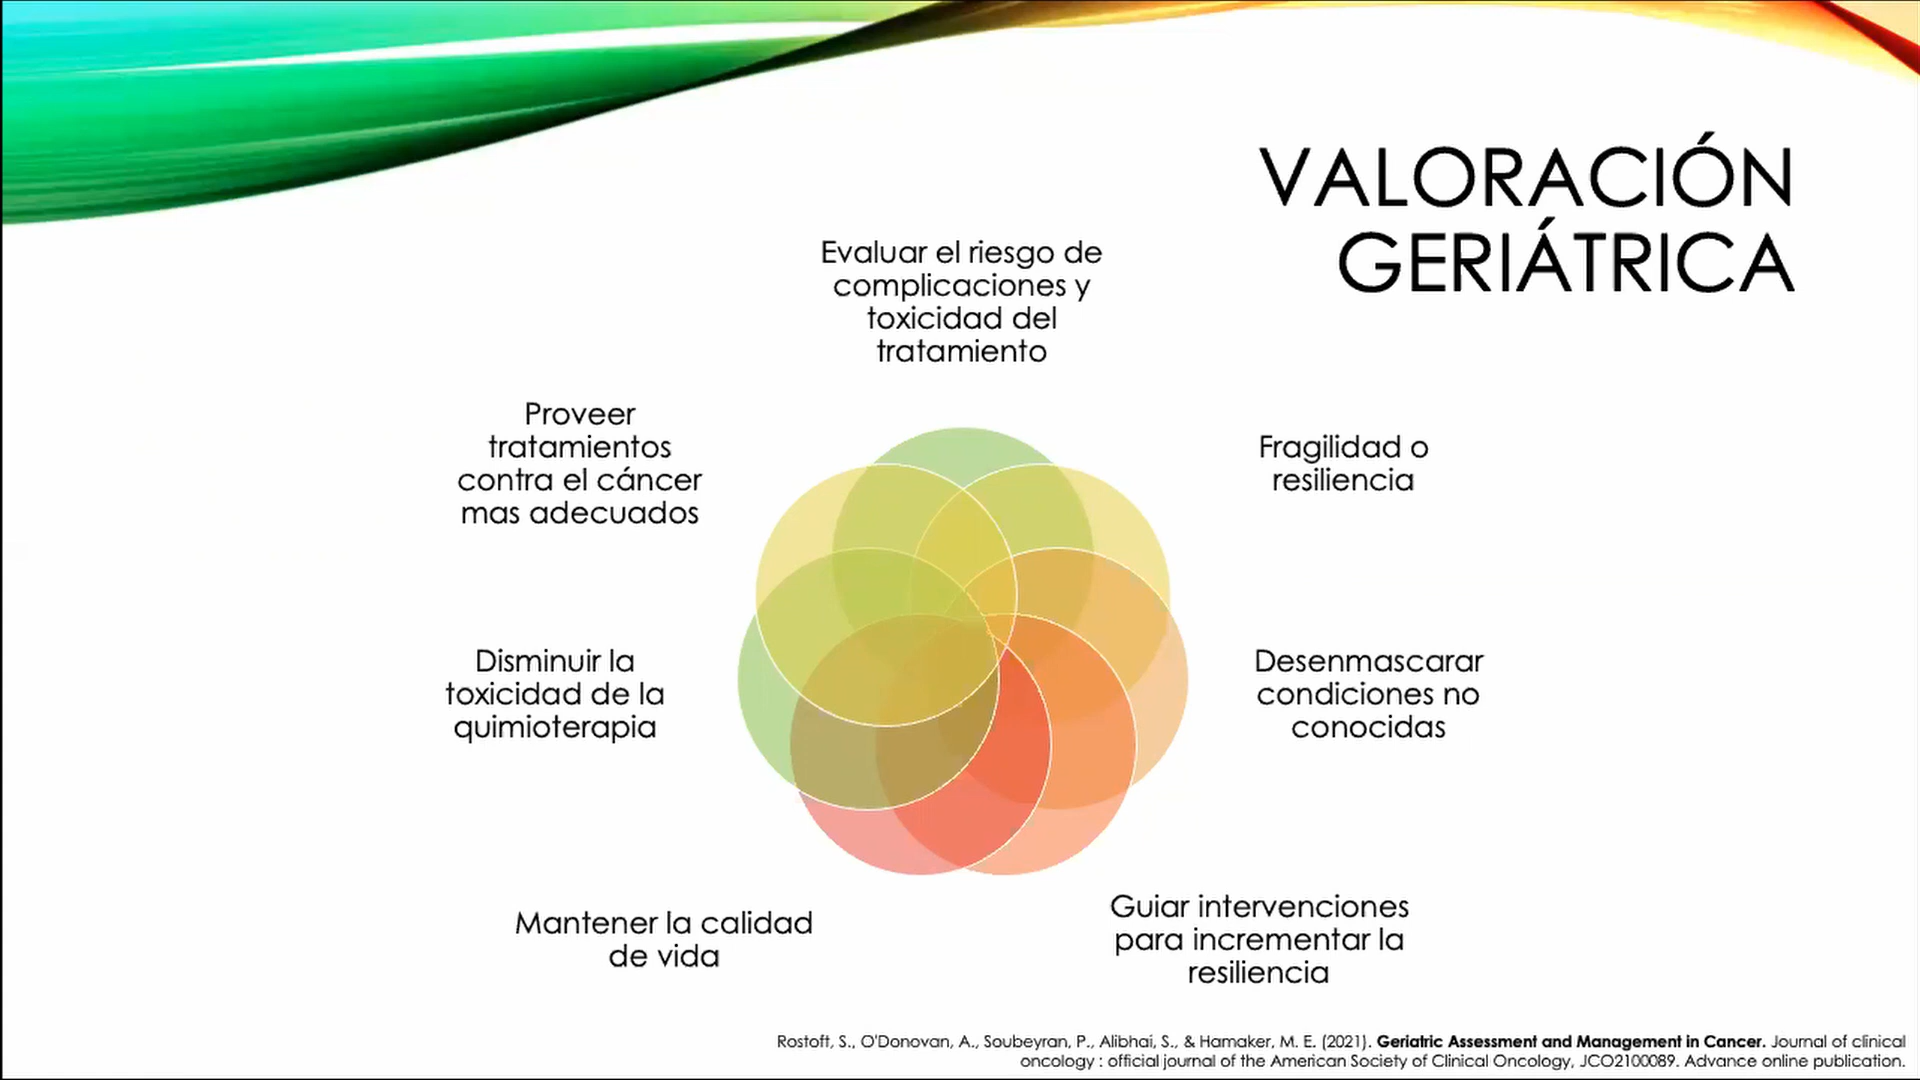 VALORACIÓN
GERIÁTRICA
Evaluar el riesgo de
complicaciones y
toxicidad del
tratamiento
Fragilidad o
resiliencia
Desenmascarar
condiciones no
conocidas
Guiar intervenciones
para incrementar la
resiliencia
Mantener la calidad
de vida
Disminuir la
toxicidad de la
quimioterapia
Proveer
tratamientos
contra el cáncer
mas adecuados
Rostoft, S., O'Donovan, A., Soubeyran, P., Alibhai, S., & Hamaker, M. E. (2021). Geriatric Assessment and Management in Cancer. Journal of clinical
oncology : official journal of the American Society of Clinical Oncology, JCO2100089. Advance online publication.